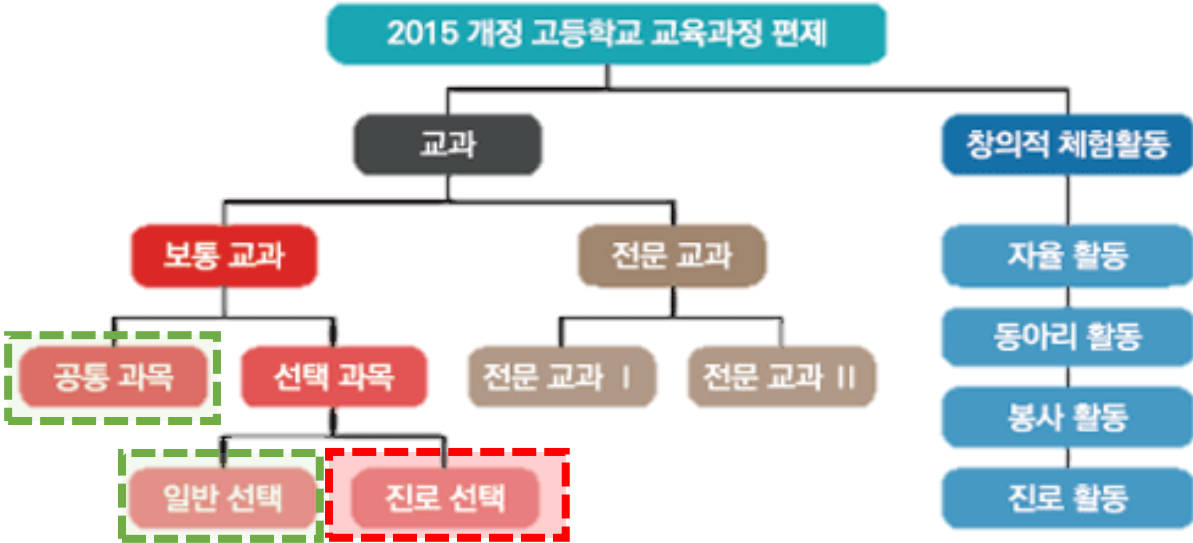 2015 개정 고등학교 교육과정 편제
교과
창의적 체험활동
보통 교과
전문 교과
자율 활동
동아리 활동
공통 과목
선택 과목
전문 교과 Ⅰ
전문 교과 Ⅱ
봉사 활동
일반 선택
진로 선택
진로 활동